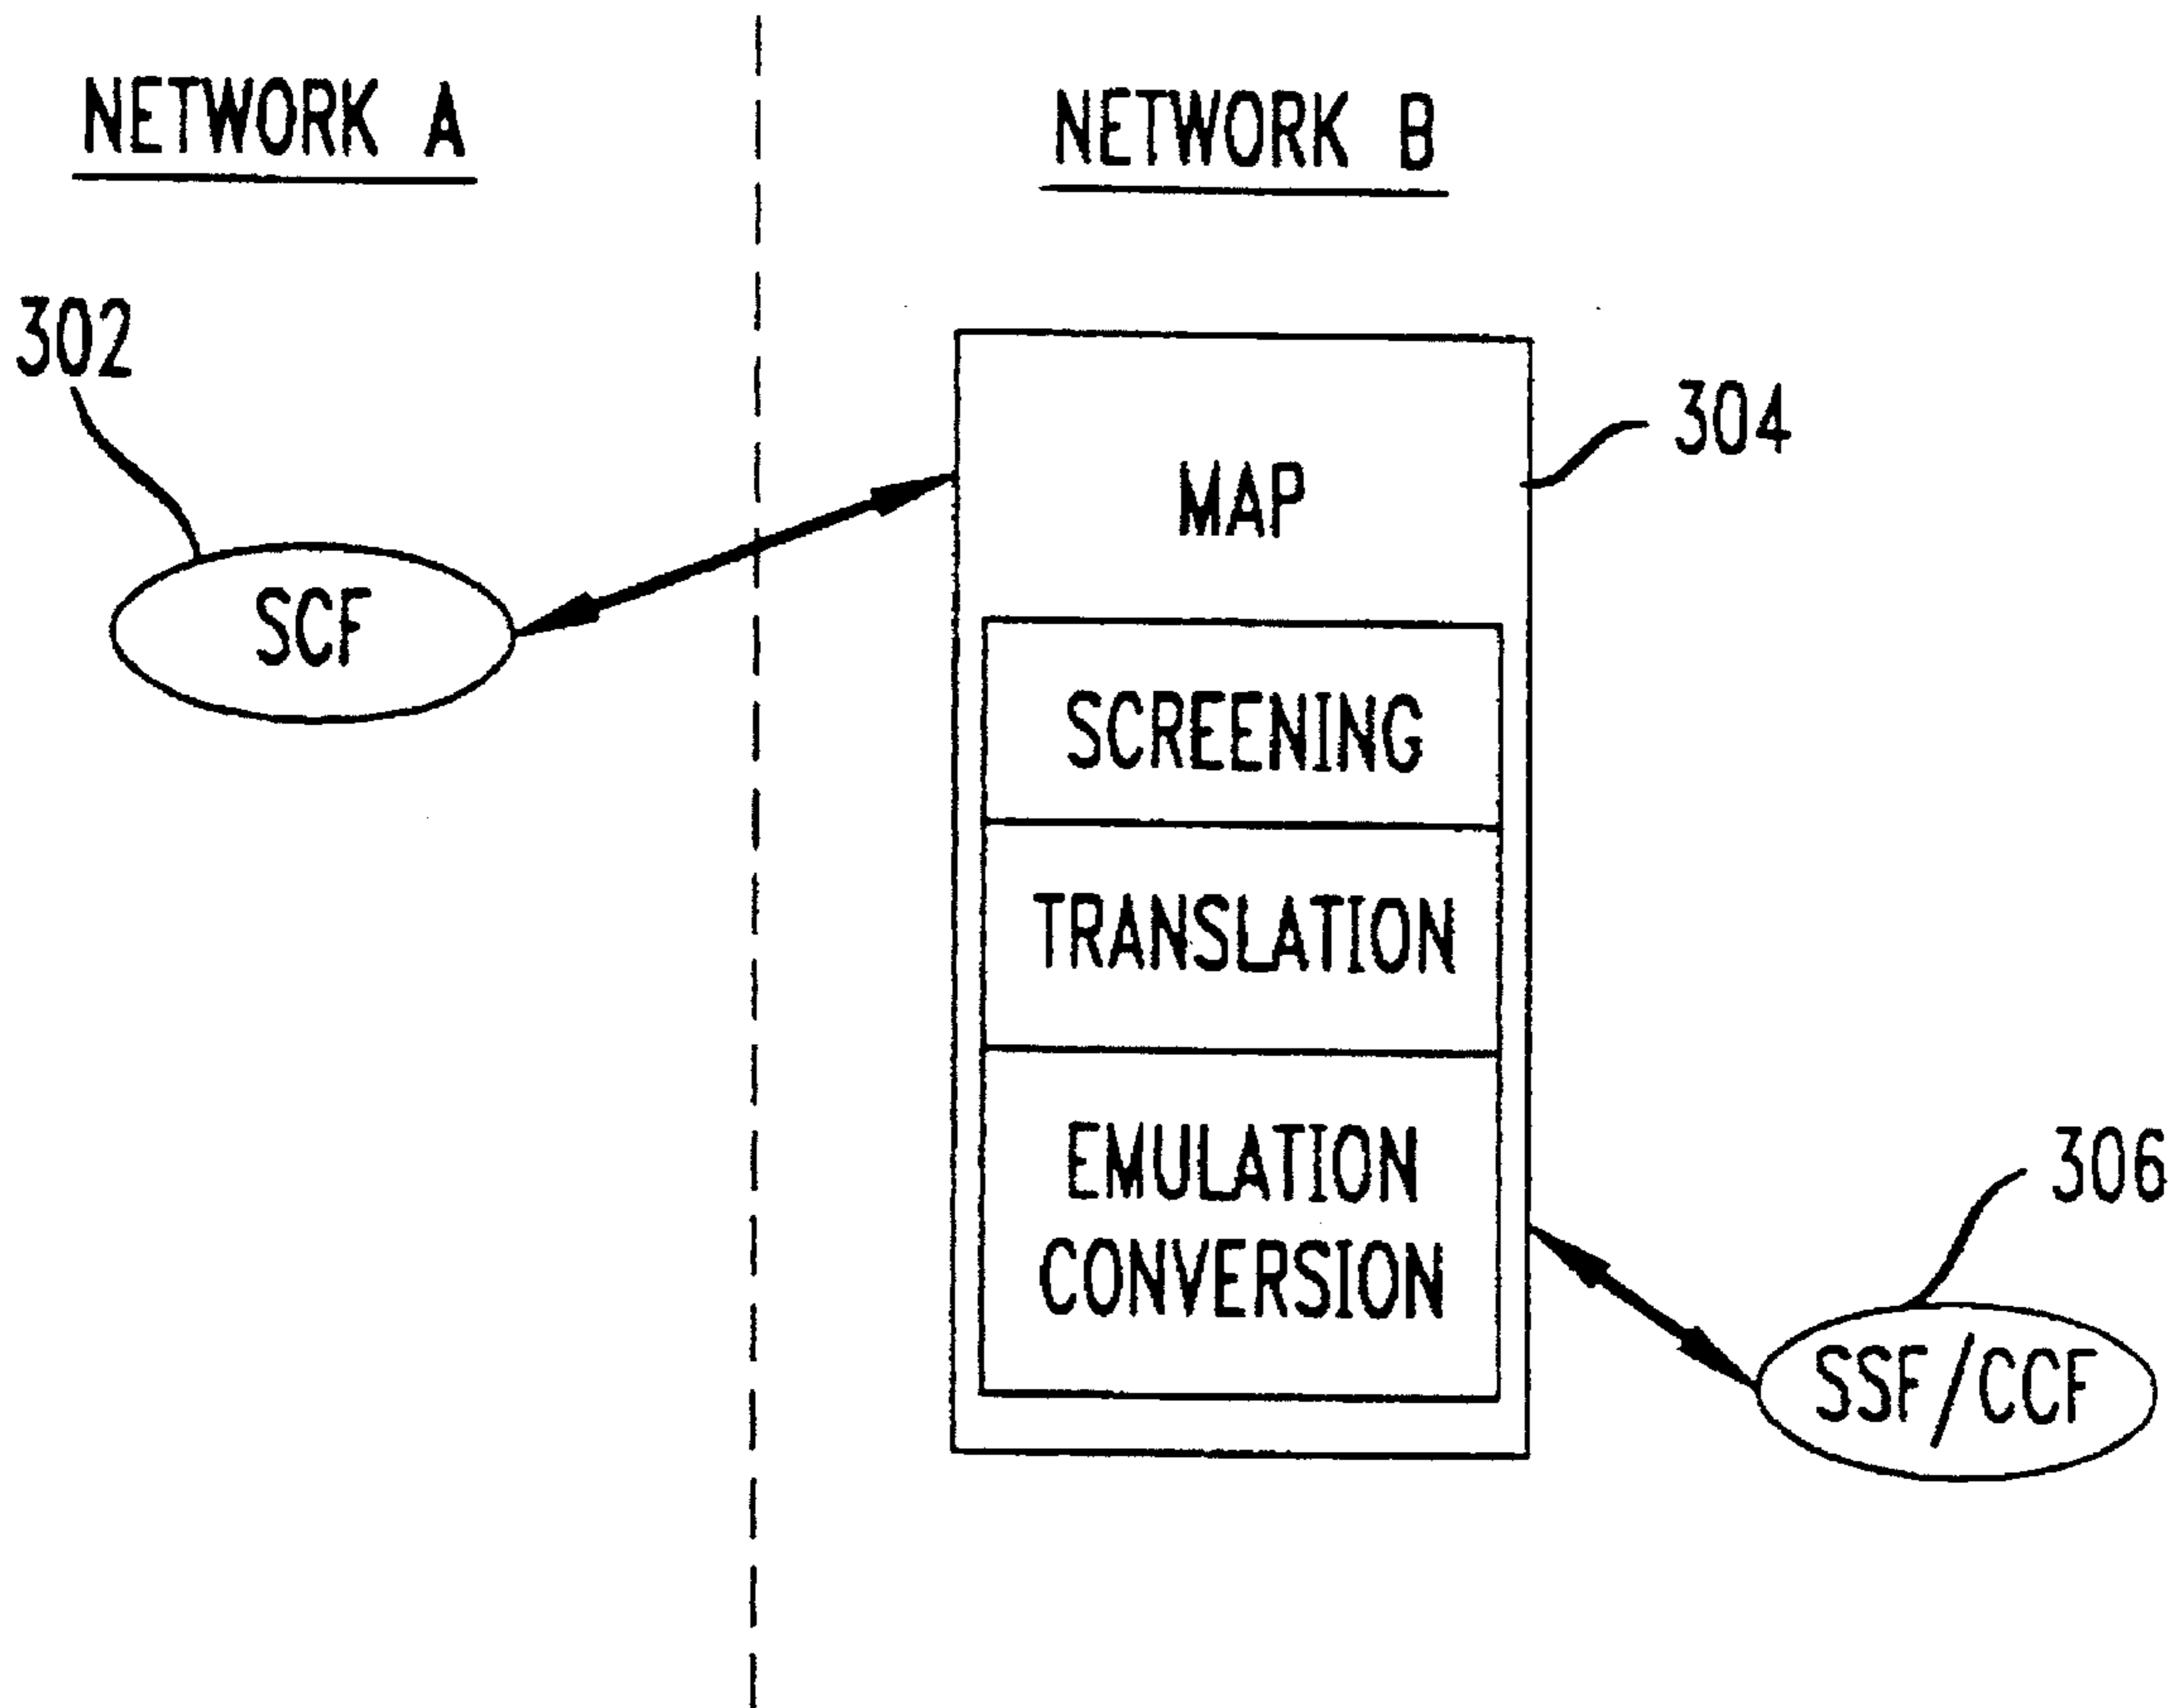 NETWORK A
NETWORK B
302
304
MAP
SCF
SCREENING
TRANSLATION
EMULATION
CONVERSION
306
SSF/CCF